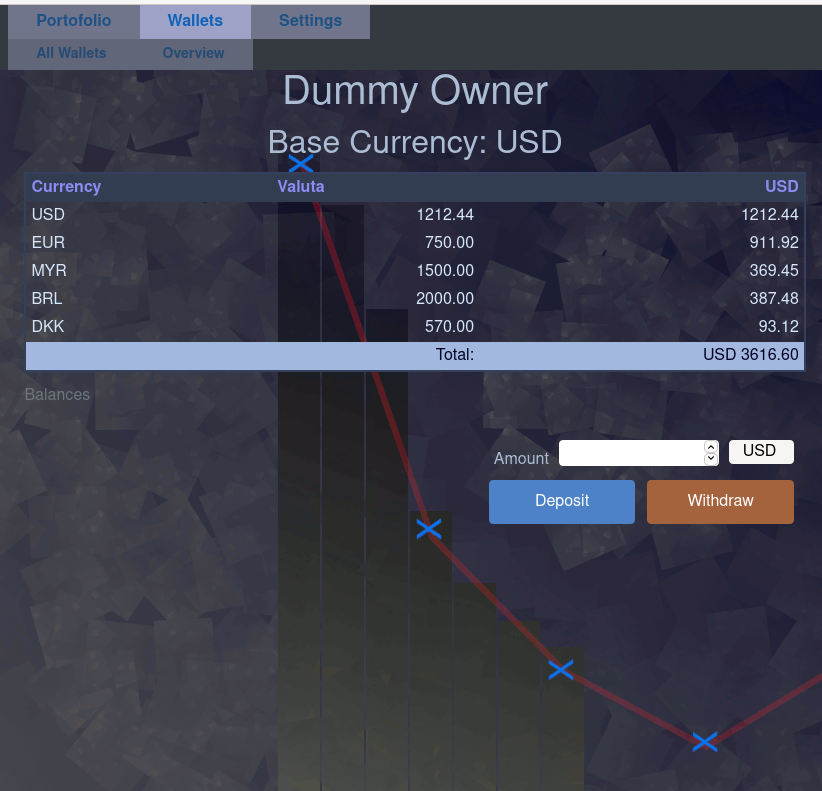 Portofolio Wallets Settings
All Wallets Overview
Dummy Owner
Base Currency: USD
Currency Valuta USD
USD 1212.44 1212.44
EUR 750.00 911.92
MYR 1500.00 369.45
BRL 2000.00 387.48
DKK 570.00 93.12
Total: USD 3616.60
Balances
Amount USD
Deposit Withdraw